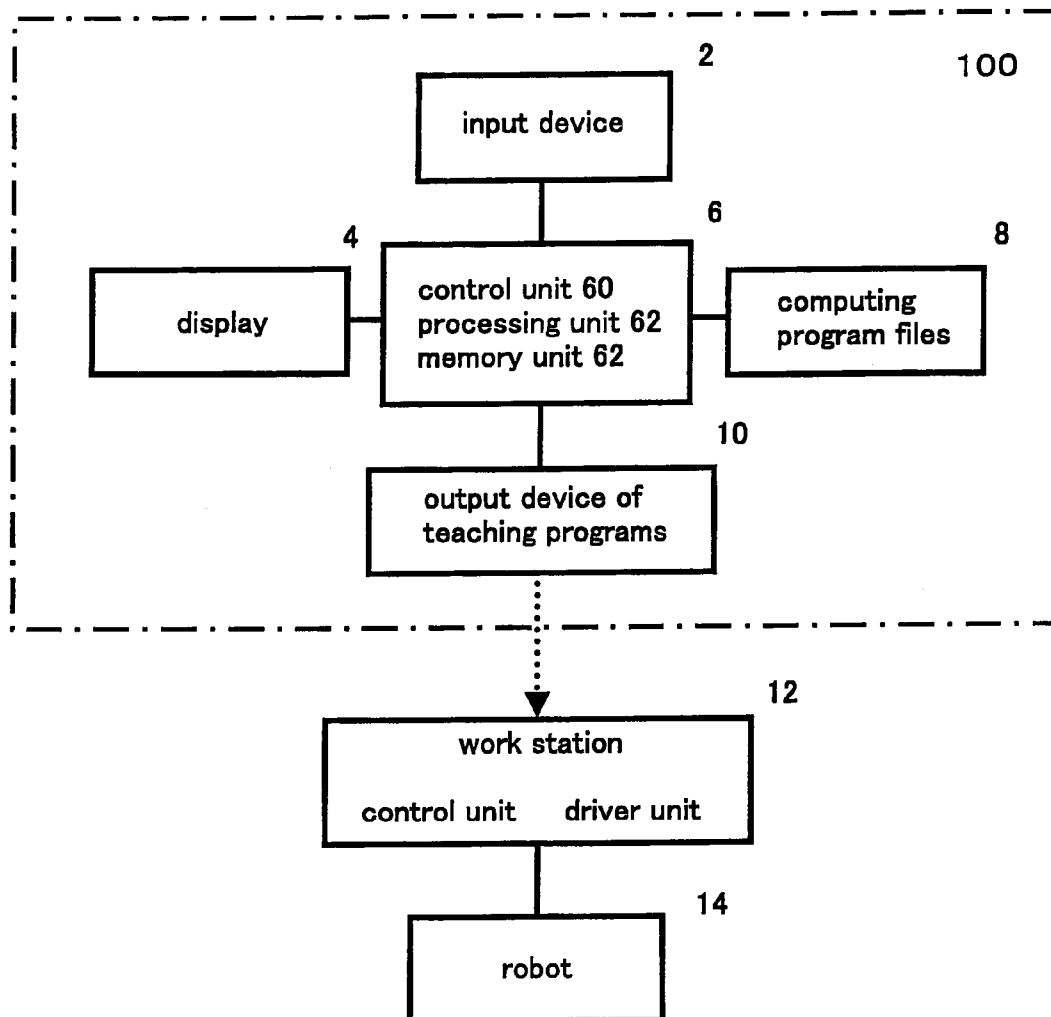 100
2
input device
6
4
8
control unit 60
processing unit 62
memory unit 62
display
computing
program files
10
output device of
teaching programs
12
work station
control unit driver unit
14
robot